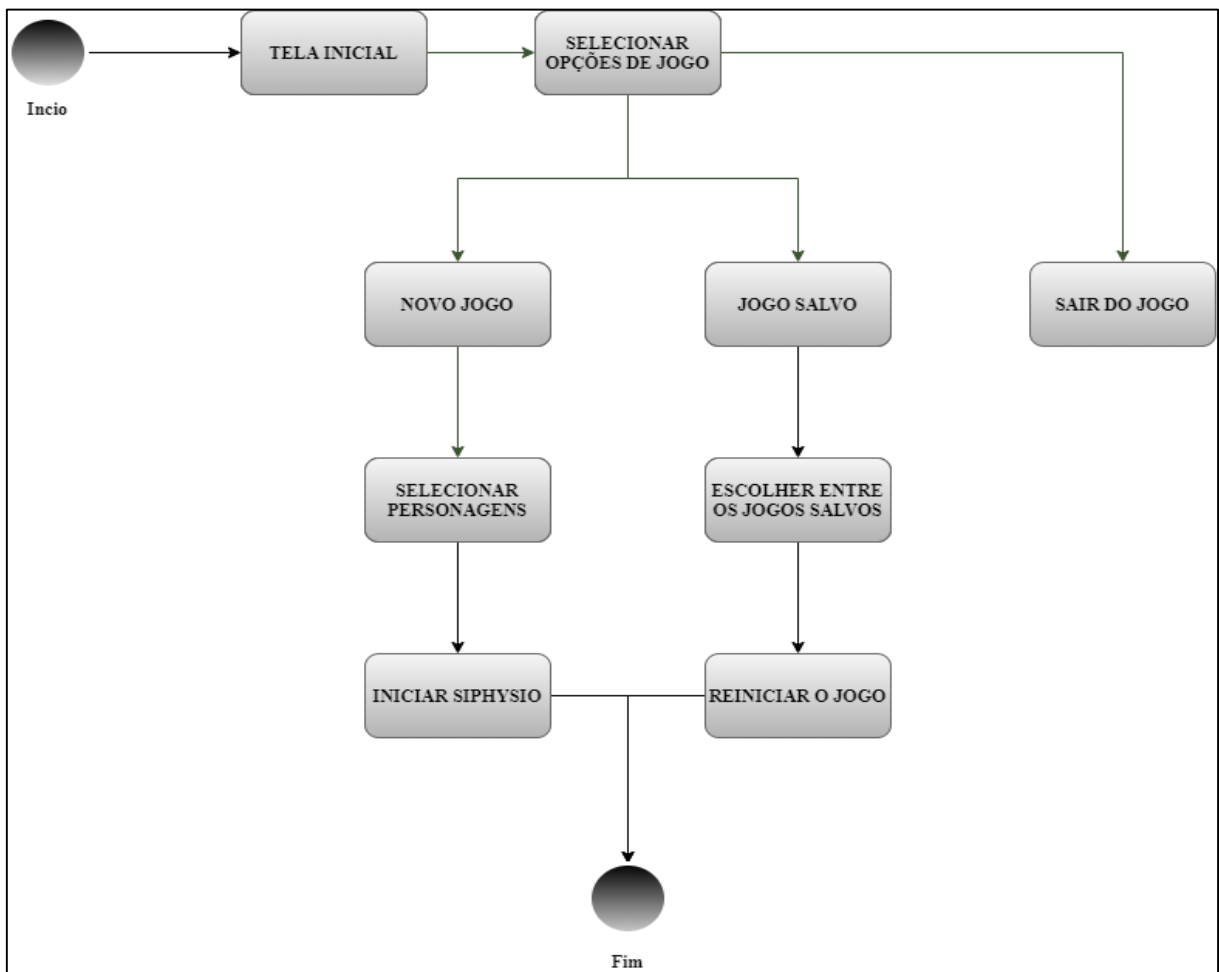 TELA INICIAL
SELECIONAR
OPÇÕES DE JOGO
Incio
NOVO JOGO
JOGO SALVO
SAIR DO JOGO
SELECIONAR
PERSONAGENS
ESCOLHER ENTRE
OS JOGOS SALVOS
INICIAR SIPHYSIO
REINICIAR O JOGO
Fim